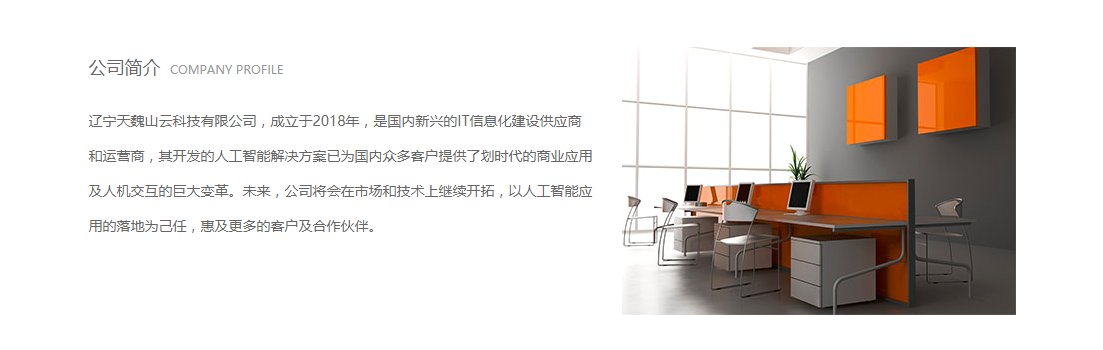 公司简介 COMPANY PROFILE
辽宁天魏山云科技有限公司，成立于2018年，是国内新兴的IT信息化建设供应商
和运营商，其开发的人工智能解决方案已为国内众多客户提供了划时代的商业应用
及人机交互的巨大变革。未来，公司将会在市场和技术上继续开拓，以人工智能应
用的落地为己任，惠及更多的客户及合作伙伴。